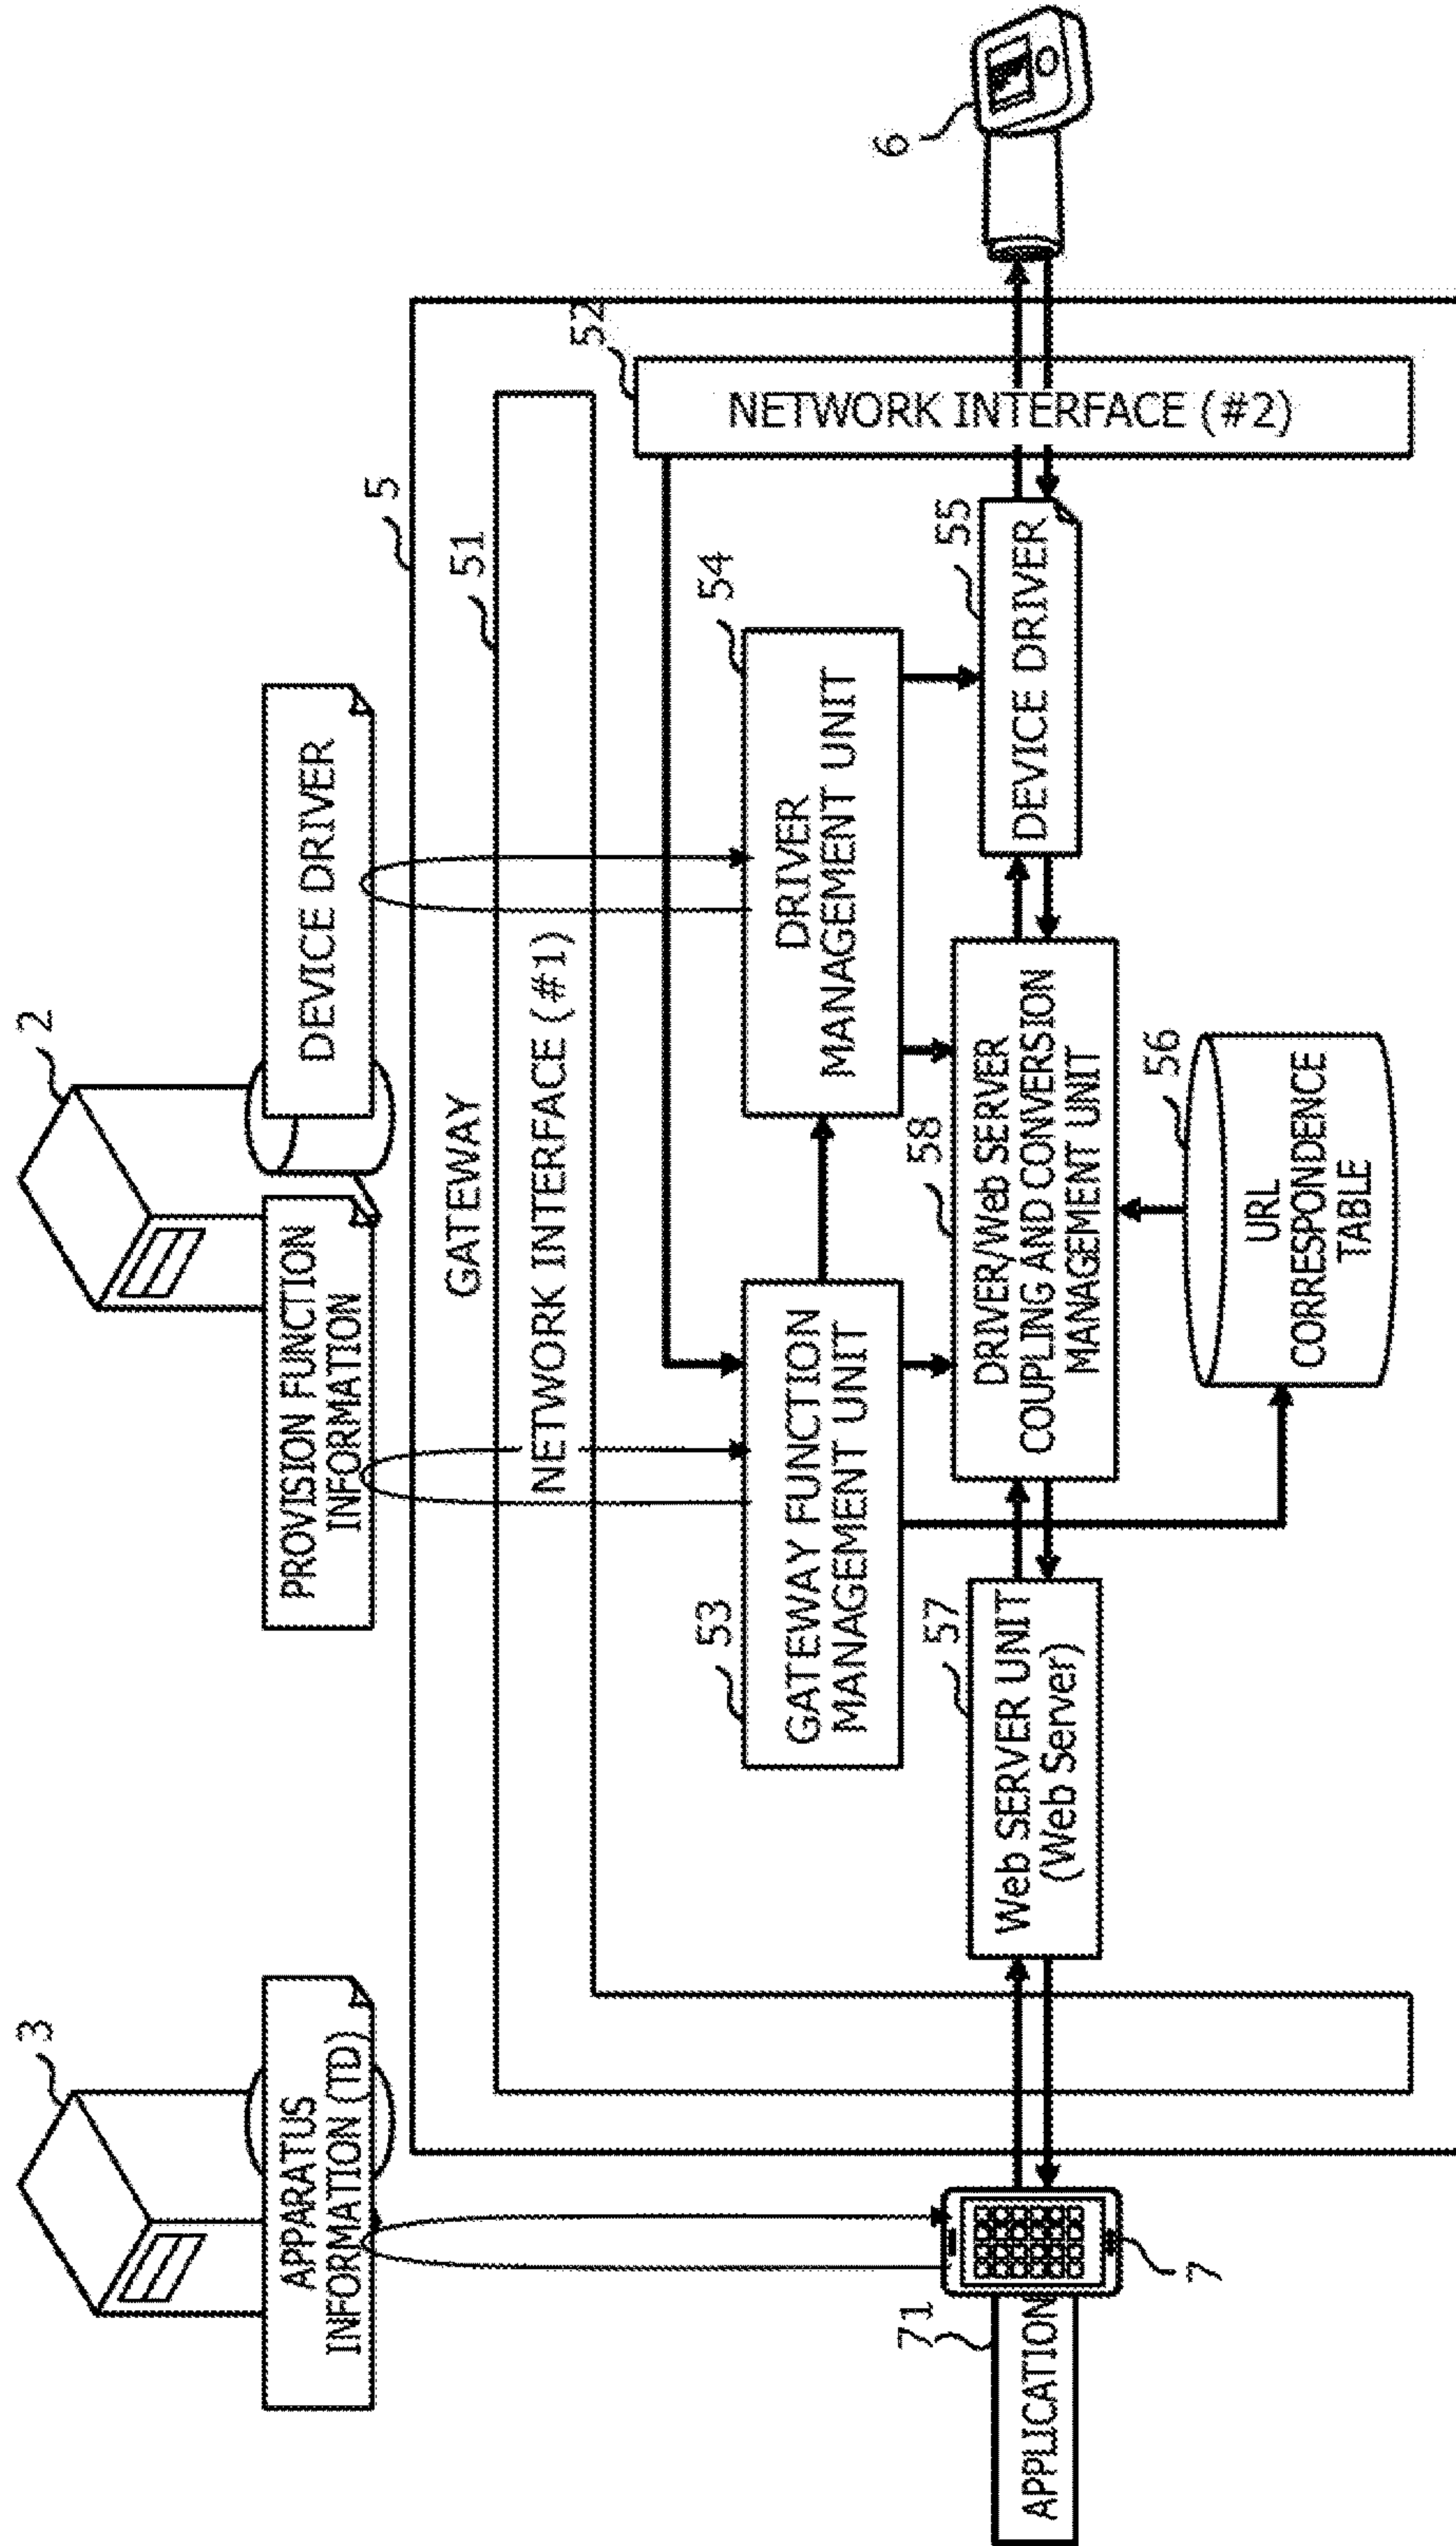 3
2
APPARATUS
INFORMATION (TD)
PROVISION FUNCTION
INFORMATION
DEVICE DRIVER
5
GATEWAY
51
NETWORK INTERFACE (#1)
52
NETWORK INTERFACE (#2)
53
GATEWAY FUNCTION
MANAGEMENT UNIT
54
DRIVER
MANAGEMENT UNIT
71
APPLICATION
7
57
Web SERVER UNIT
(Web Server)
58
DRIVER/Web SERVER
COUPLING AND CONVERSION
MANAGEMENT UNIT
55
DEVICE DRIVER
6
56
URL
CORRESPONDENCE
TABLE